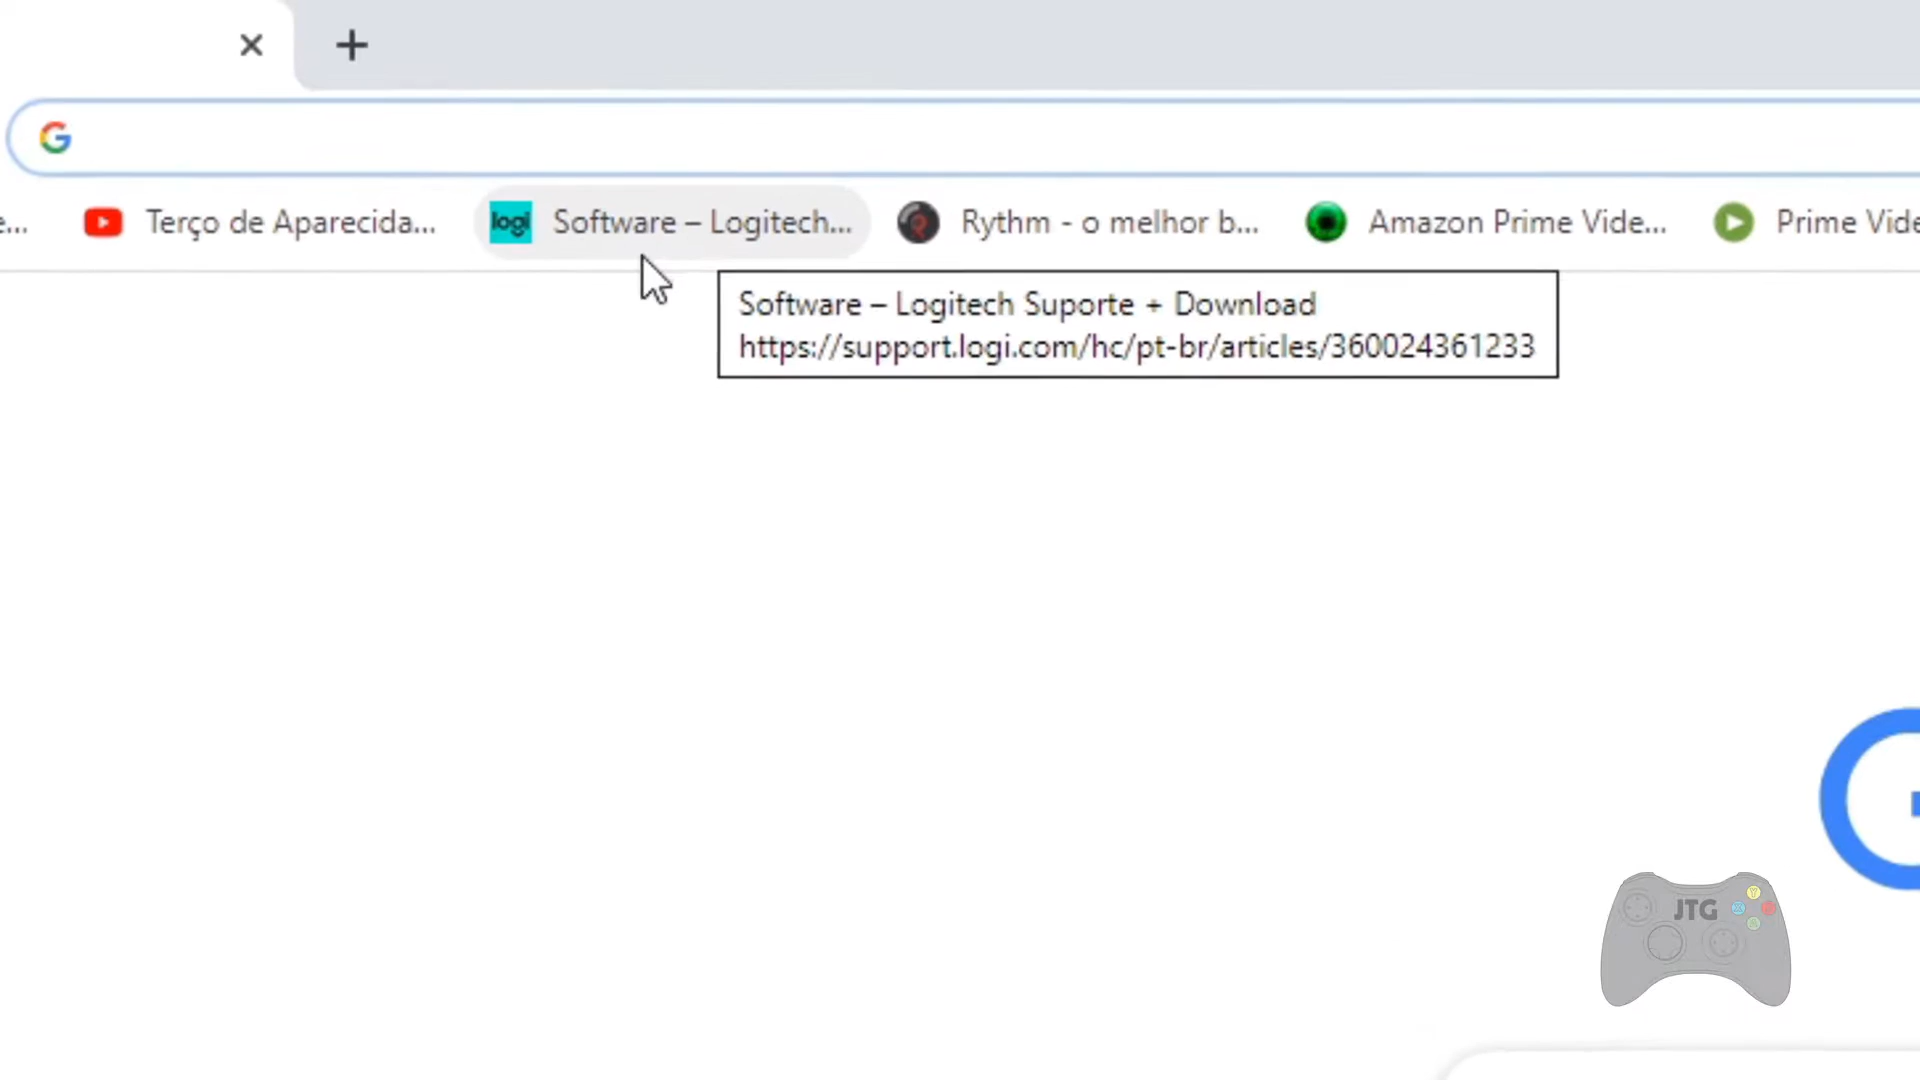 e...
Terço de Aparecida...
logi
Software – Logitech...
Rythm - o melhor b...
Amazon Prime Vide...
Prime Vide
Software – Logitech Suporte + Download
https://support.logi.com/hc/pt-br/articles/360024361233
JTG